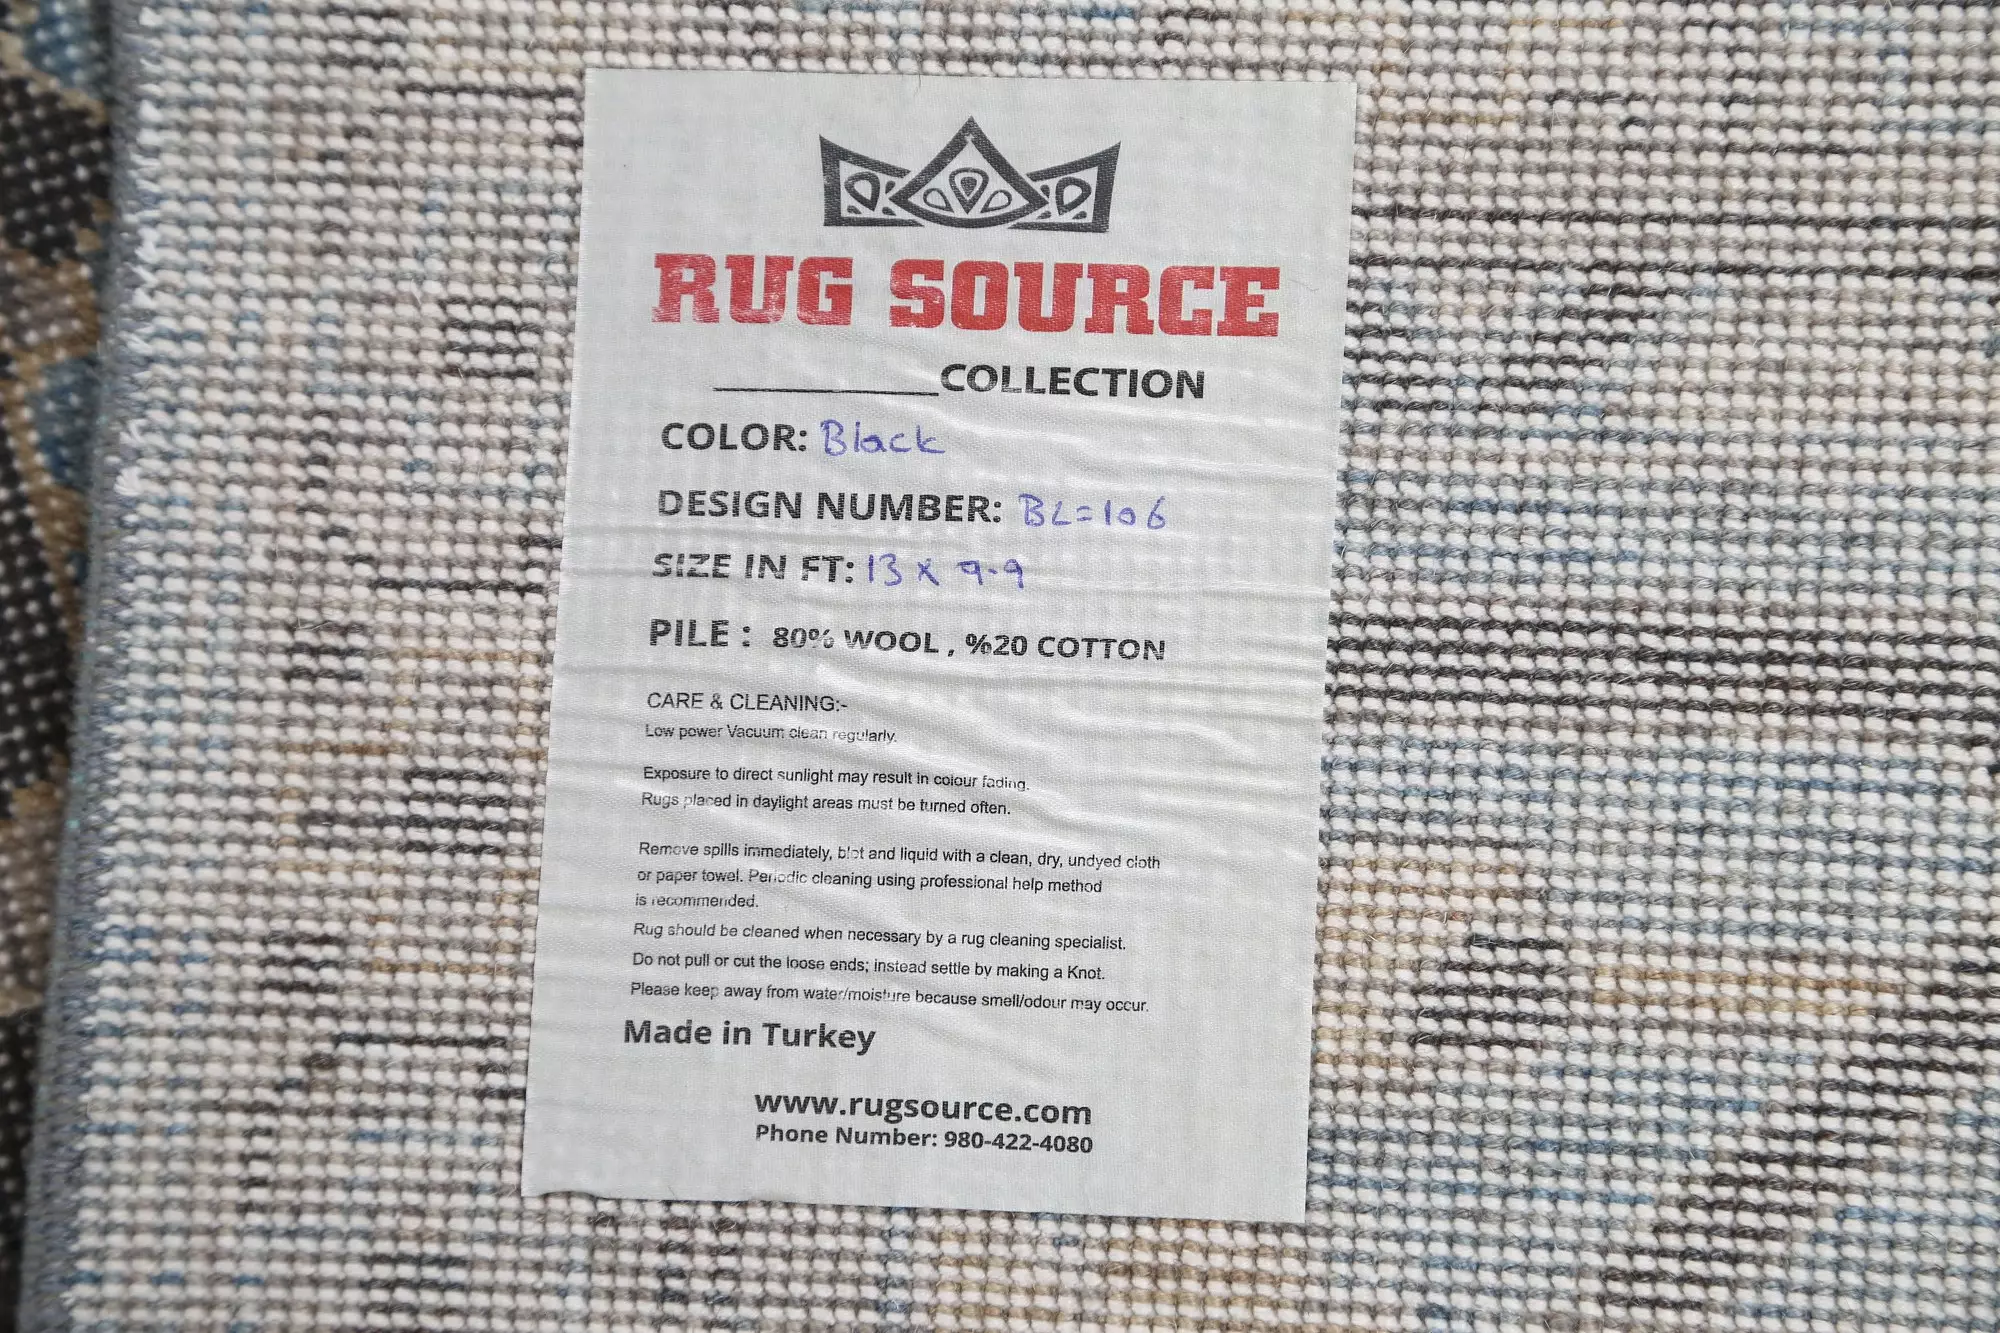 RUG SOURCE
__________COLLECTION
COLOR: Black
DESIGN NUMBER: BL=106
SIZE IN FT: 13 x 9-9
PILE : 80% WOOL , %20 COTTON
CARE & CLEANING:-
Low power Vacuum clean regularly.
Exposure to direct sunlight may result in colour fading.
Rugs placed in daylight areas must be turned often.
Remove spills immediately, blot and liquid with a clean, dry, undyed cloth
or paper towel. Periodic cleaning using professional help method
is recommended.
Rug should be cleaned when necessary by a rug cleaning specialist.
Do not pull or cut the loose ends; instead settle by making a Knot.
Please keep away from water/moisture because smell/odour may occur.
Made in Turkey
www.rugsource.com
Phone Number: 980-422-4080